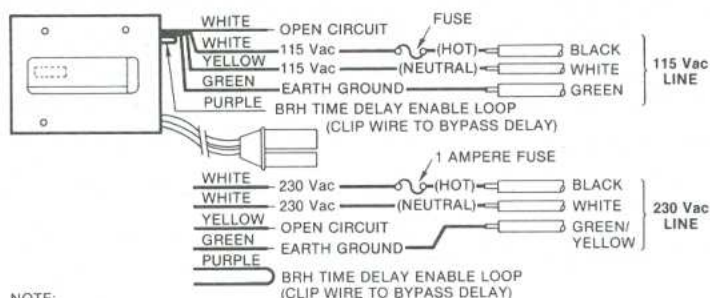 WHITE OPEN CIRCUIT FUSE
WHITE 115 Vac (HOT) BLACK
YELLOW 115 Vac (NEUTRAL) WHITE
GREEN EARTH GROUND GREEN
115 Vac
LINE
PURPLE BRH TIME DELAY ENABLE LOOP
(CLIP WIRE TO BYPASS DELAY)
1 AMPERE FUSE
WHITE 230 Vac (HOT) BLACK
WHITE 230 Vac (NEUTRAL) WHITE
YELLOW OPEN CIRCUIT GREEN/
YELLOW
GREEN EARTH GROUND
230 Vac
LINE
PURPLE
BRH TIME DELAY ENABLE LOOP
(CLIP WIRE TO BYPASS DELAY)
NOTE: